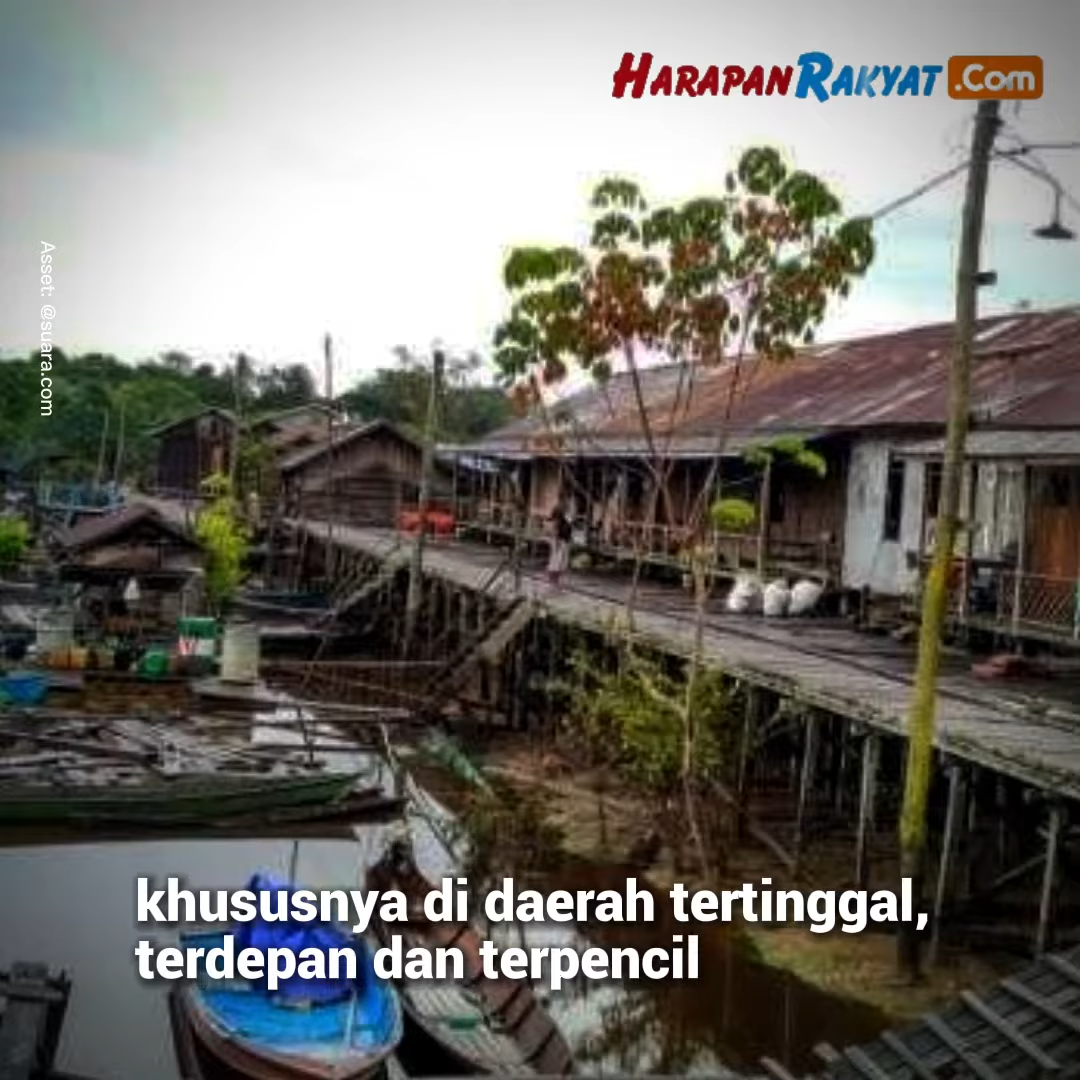 HARAPANRAKYAT.Com
Asset: @suara.com
khususnya di daerah tertinggal,
terdepan dan terpencil